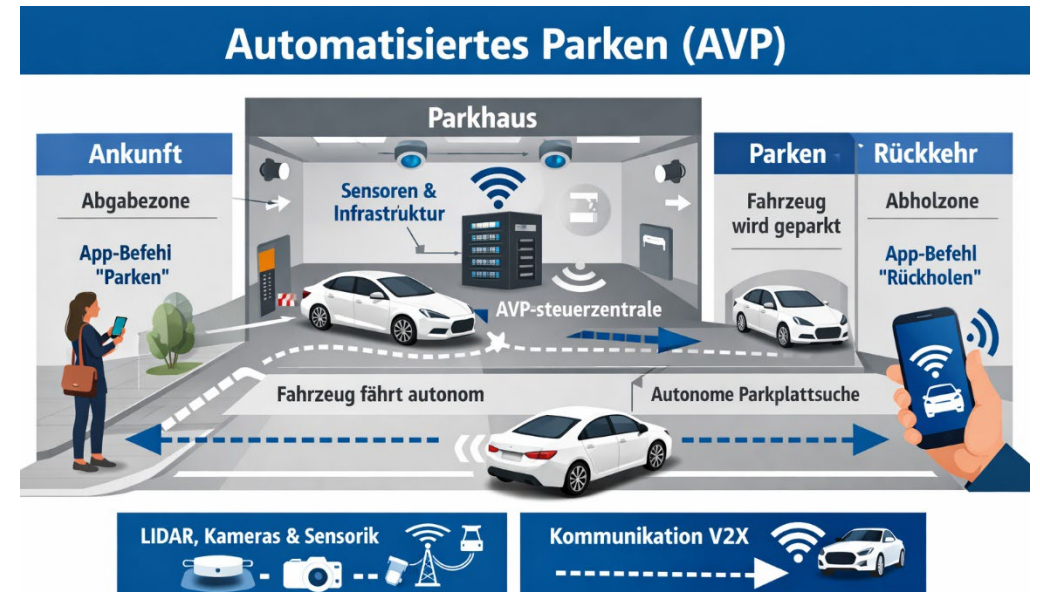 Automatisiertes Parken (AVP)
Parkhaus
Ankunft
Abgabezone
App-Befehl
"Parken"
Sensoren &
Infrastruktur
AVP-steuerzentrale
Parken
Fahrzeug
wird geparkt
Rückkehr
Abholzone
App-Befehl
"Rückholen"
Fahrzeug fährt autonom
Autonome Parkplattsuche
LIDAR, Kameras & Sensorik
Kommunikation V2X